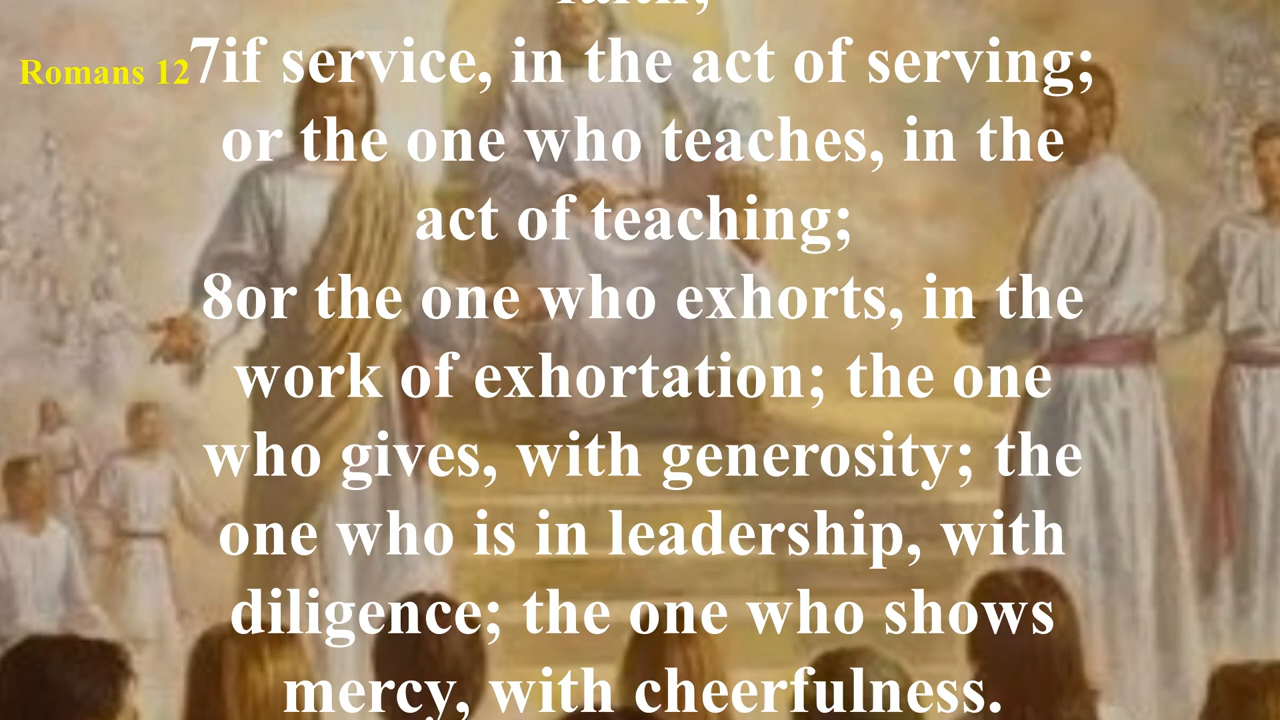 faith;
Romans 12 7if service, in the act of serving;
or the one who teaches, in the
act of teaching;
8or the one who exhorts, in the
work of exhortation; the one
who gives, with generosity; the
one who is in leadership, with
diligence; the one who shows
mercy, with cheerfulness.